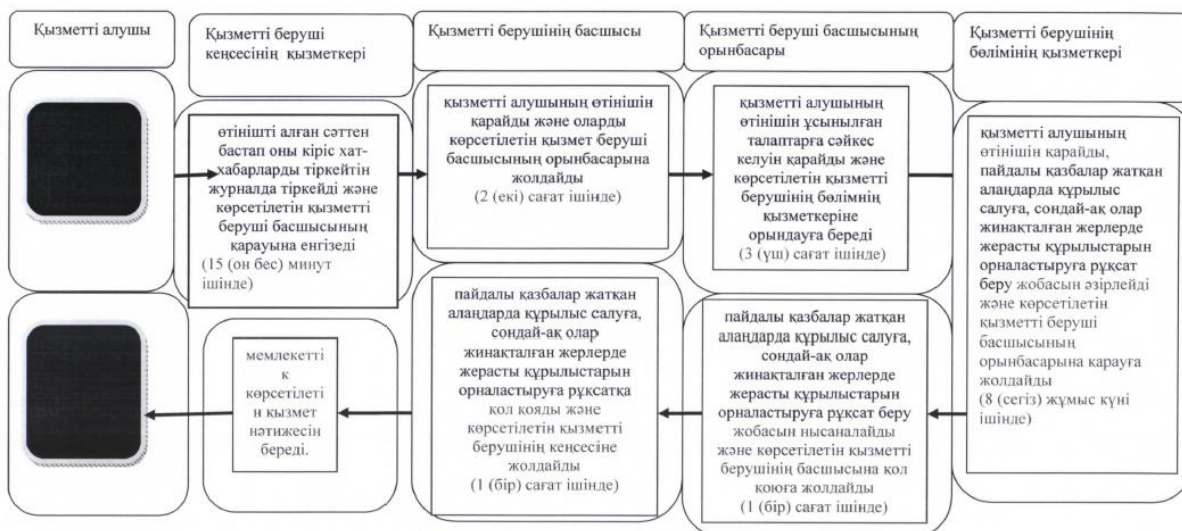 Қызметті алушы
Қызметті беруші
кеңсесінің қызметкері
Қызметті берушінің басшысы
Қызметті беруші басшысының
орынбасары
Қызметті берушінің
бөлімінің қызметкері
өтінішті алған сәттен
бастап оны кіріс хат-
хабарларды тіркейтін
журналда тіркейді және
көрсетілетін қызметті
беруші басшысының
қарауына енгізеді
(15 (он бес) минут
ішінде)
қызметті алушының өтінішін
қарайды және оларды
көрсетілетін қызмет беруші
басшысының орынбасарына
жолдайды
(2 (екі) сағат ішінде)
қызметті алушының
өтінішін ұсынылған
талаптарға сәйкес
келуін қарайды және
көрсетілетін қызметті
берушінің бөлімнің
қызметкеріне
орындауға береді
(3 (үш) сағат ішінде)
қызметті алушының
өтінішін қарайды,
пайдалы қазбалар жатқан
алаңдарда құрылыс
салуға, сондай-ақ олар
жинақталған жерлерде
жерасты құрылыстарын
орналастыруға рұқсат
беру жобасын әзірлейді
және көрсетілетін
қызметті беруші
басшысының
орынбасарына қарауға
жолдайды
(8 (сегіз) жұмыс күні
ішінде)
пайдалы қазбалар жатқан
алаңдарда құрылыс салуға,
сондай-ақ олар
жинақталған жерлерде
жерасты құрылыстарын
орналастыруға рұқсат беру
жобасын нысаналайды
және көрсетілетін қызметті
берушінің басшысына қол
қоюға жолдайды
(1 (бір) сағат ішінде)
пайдалы қазбалар жатқан
алаңдарда құрылыс салуға,
сондай-ақ олар
жинақталған жерлерде
жерасты құрылыстарын
орналастыруға рұқсатқа
қол қояды және
көрсетілетін қызметті
берушінің кеңсесіне
жолдайды
(1 (бір) сағат ішінде)
мемлекетті
к
көрсетілеті
н қызмет
нәтижесін
береді.